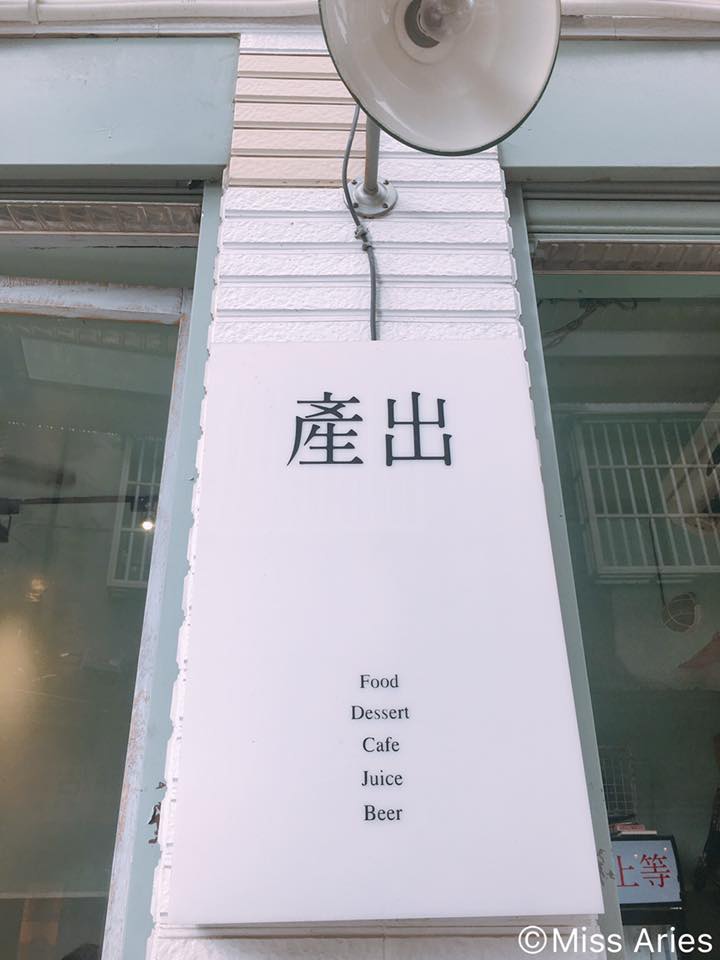 產出
Food
Dessert
Cafe
Juice
Beer
上等
©Miss Aries